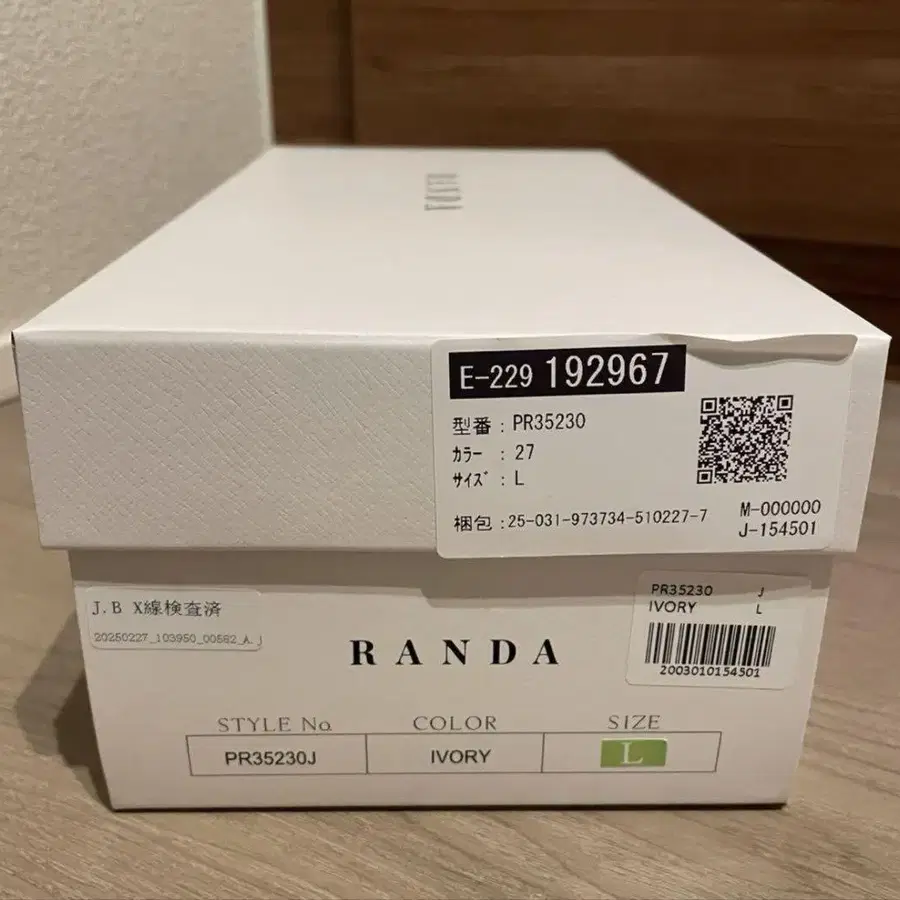 RANDA
E-229 192967
型番 : PR35230
ｶﾗｰ : 27
ｻｲｽﾞ : L
梱包 : 25-031-973734-510227-7
M-000000
J-154501
J.B X線検査済
20250227_103950_00582_A.j
PR35230 J
IVORY L
2003010154501
RANDA
STYLE No. COLOR SIZE
PR35230J IVORY L